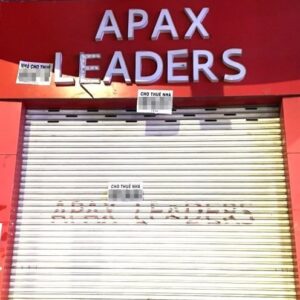 APAX
LEADERS
NHÀ CHO THUÊ
CHO THUÊ NHÀ
CHO THUÊ NHÀ
APAX LEADERS